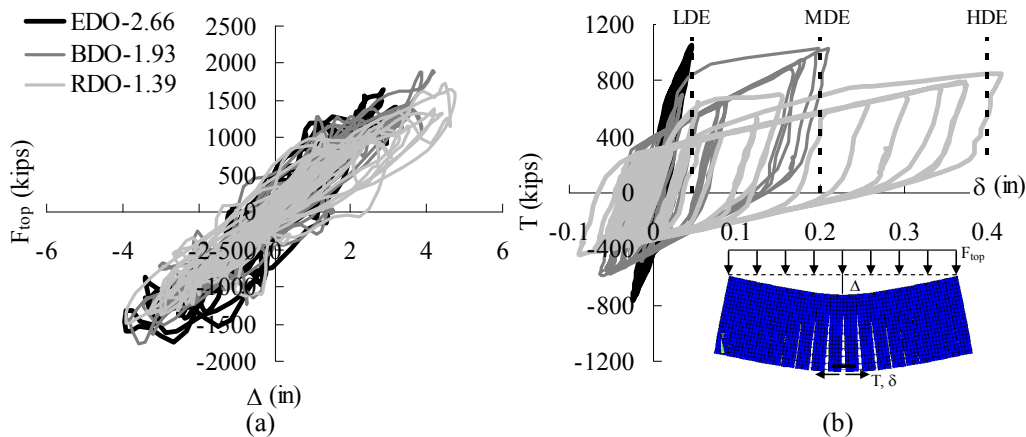 EDO-2.66
BDO-1.93
RDO-1.39
2500
2000
1500
1000
500
0
-500
-1000
-1500
-2000
-6 -4 -2 0 2 4 6
F_top (kips)
Δ (in)
(a)
LDE MDE HDE
1200
800
400
0
-400
-800
-1200
-0.1 0 0.1 0.2 0.3 0.4
T (kips)
δ (in)
F_top
Δ
T, δ
(b)